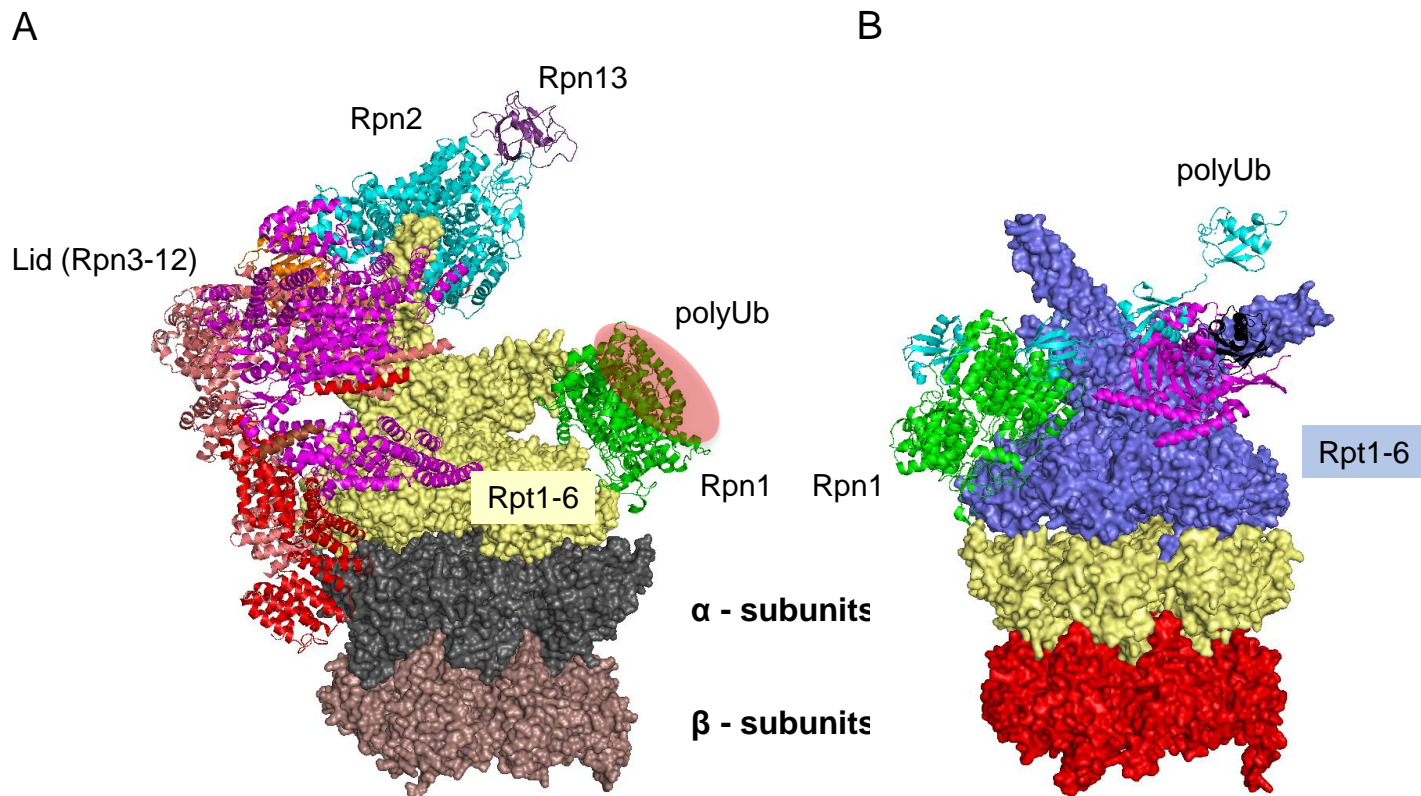 A
B
Rpn13
Rpn2
polyUb
Lid (Rpn3-12)
polyUb
Rpt1-6
Rpn1
Rpn1
Rpt1-6
α - subunits
β - subunits